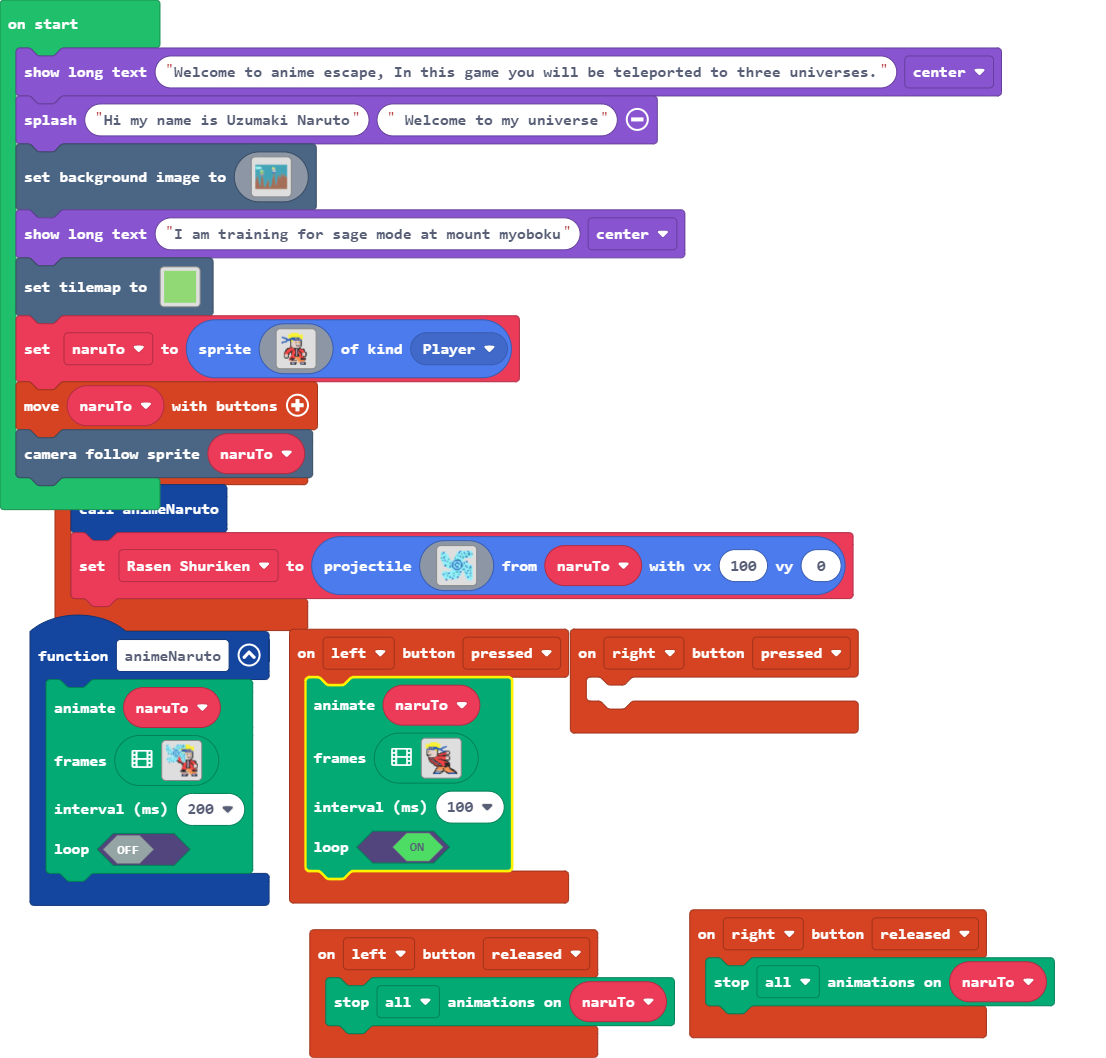 on start
show long text "Welcome to anime escape, In this game you will be teleported to three universes." center
splash "Hi my name is Uzumaki Naruto" " Welcome to my universe"
set background image to
show long text "I am training for sage mode at mount myoboku" center
set tilemap to
set naruTo to sprite of kind Player
move naruTo with buttons
camera follow sprite naruTo
call animeNaruto
set Rasen Shuriken to projectile from naruTo with vx 100 vy 0
function animeNaruto
animate naruTo
frames
interval (ms) 200
loop OFF
on left button pressed
animate naruTo
frames
interval (ms) 100
loop ON
on right button pressed
on left button released
stop all animations on naruTo
on right button released
stop all animations on naruTo